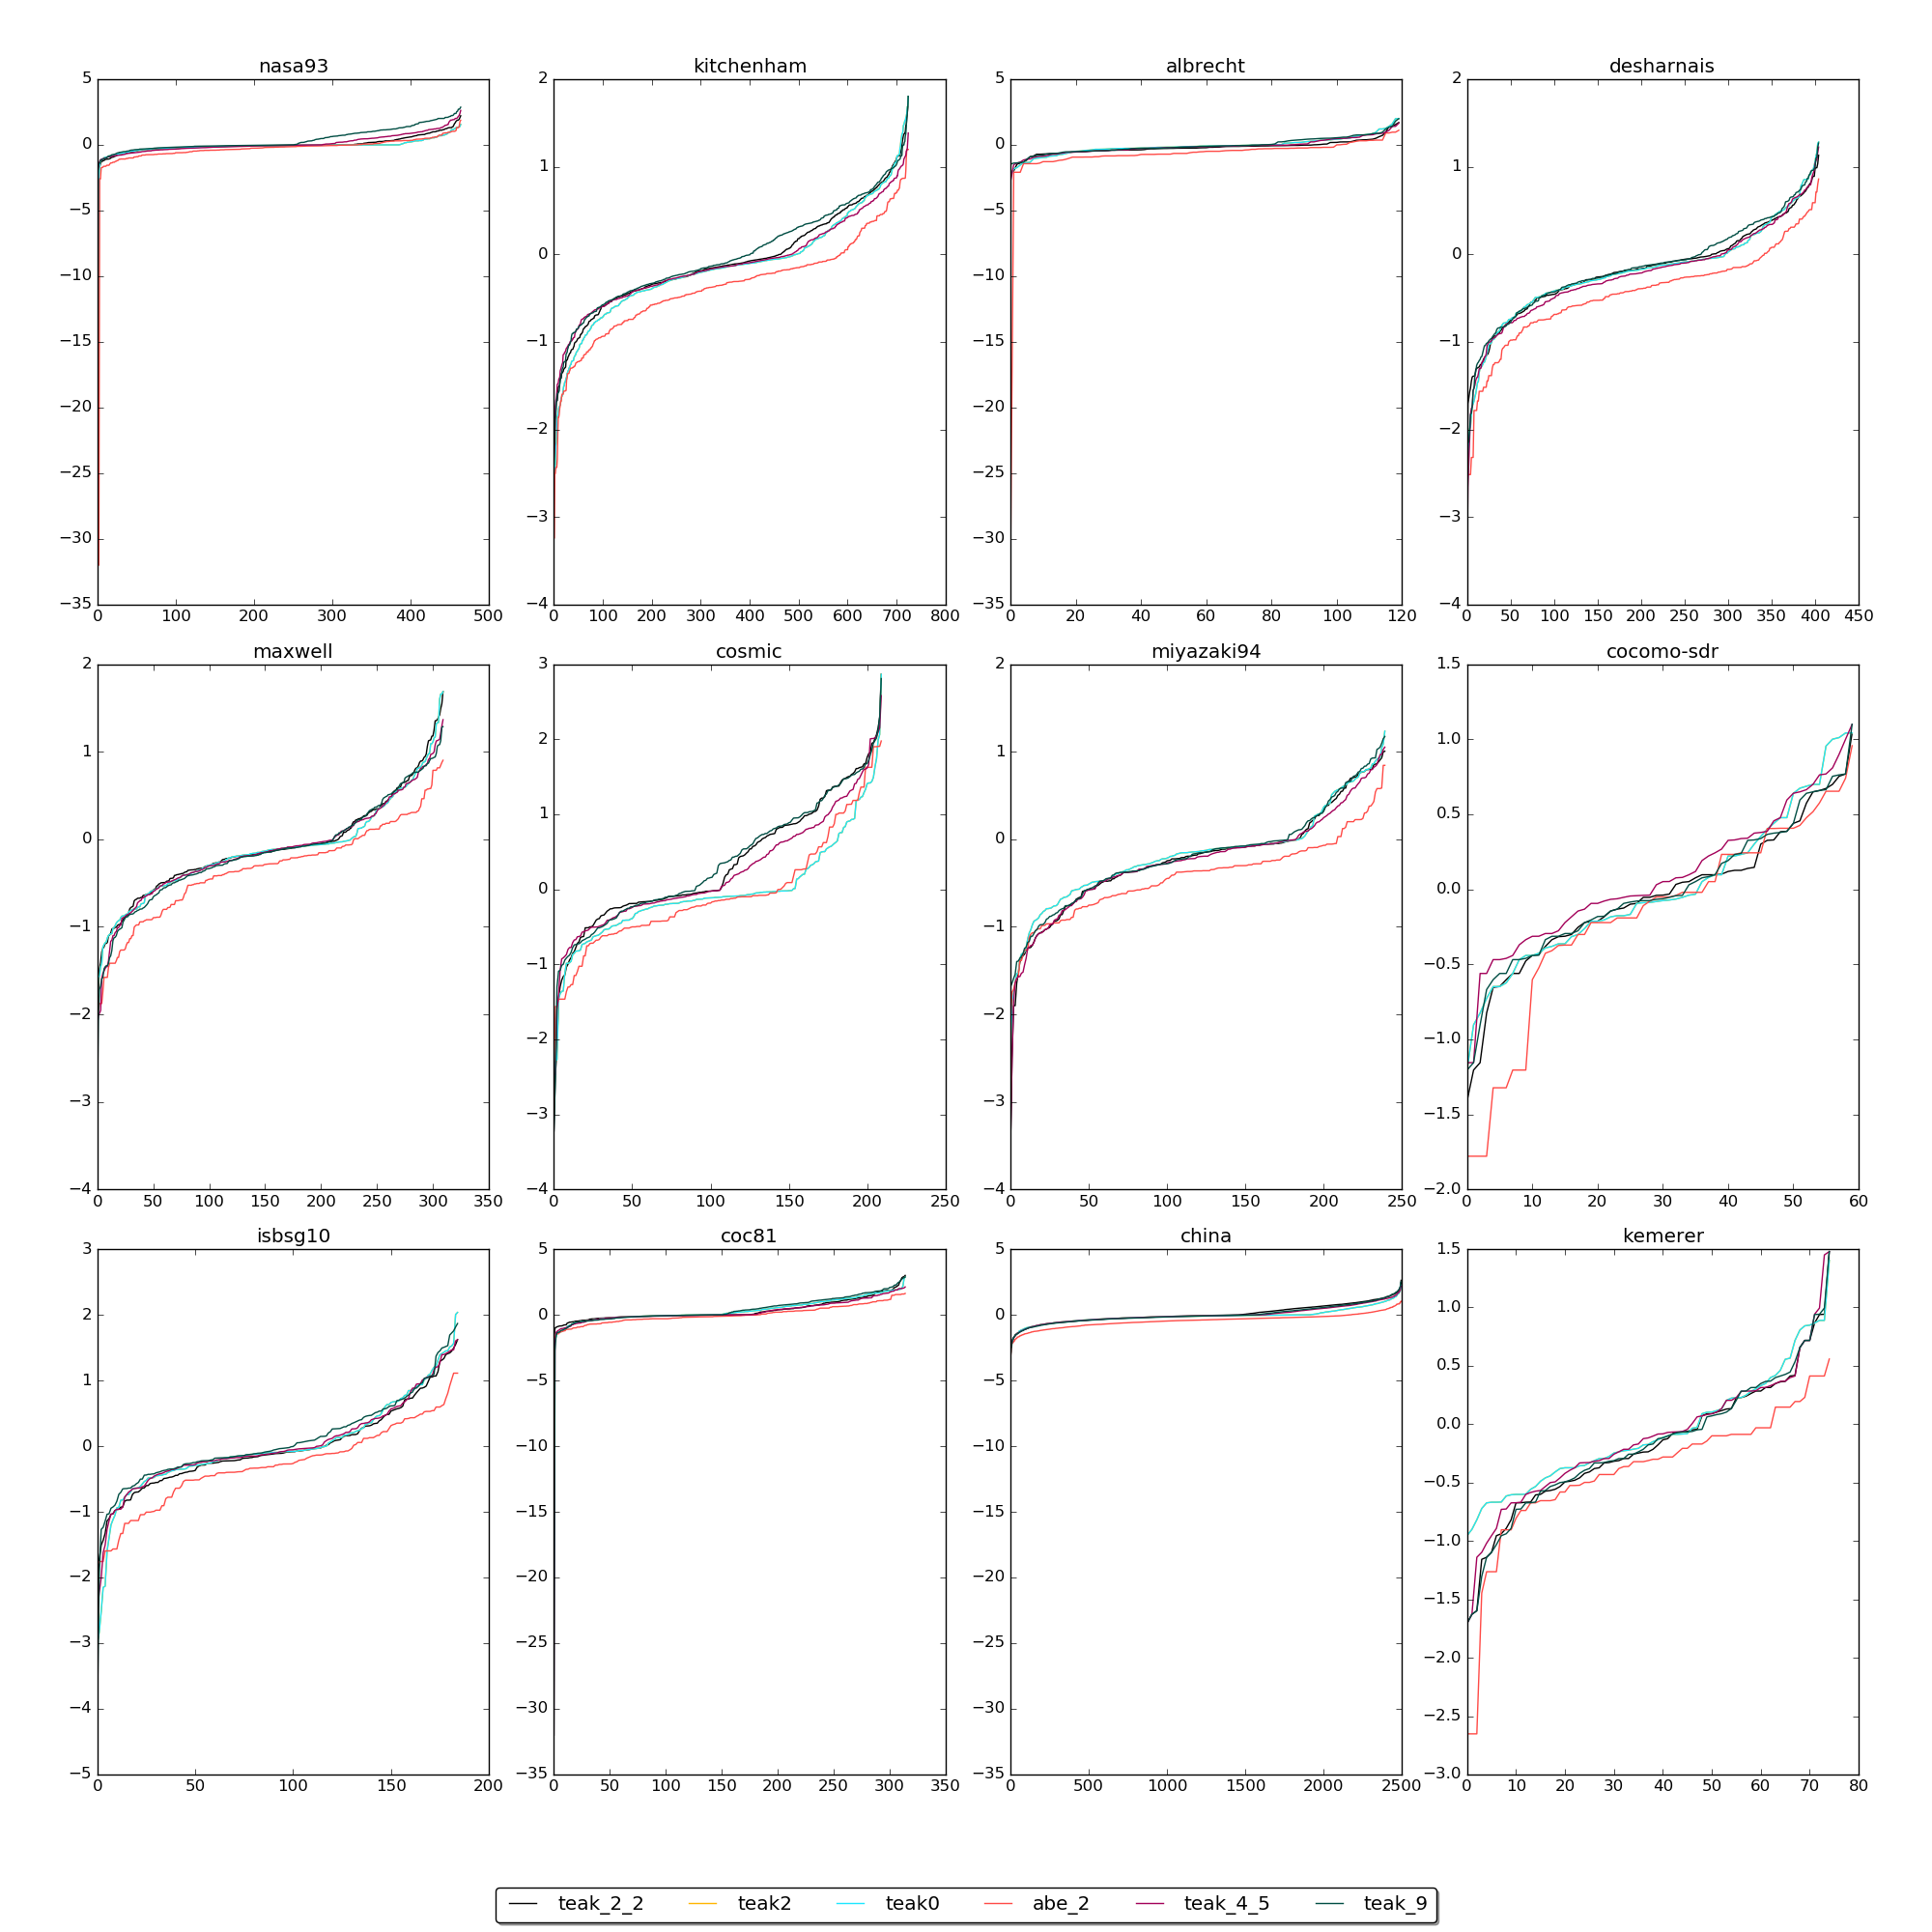 nasa93 kitchenham albrecht desharnais
5 2 5 2
0 1 0 1
−5 0 −5 0
−10 −1 −10 −1
−15 −15
−20 −2 −20 −2
−25 −3 −25 −3
−30 −30
−35 −4 −35 −4
0 100 200 300 400 500 0 100 200 300 400 500 600 700 800 0 20 40 60 80 100 120 0 50 100 150 200 250 300 350 400 450
maxwell cosmic miyazaki94 cocomo-sdr
2 3 2 1.5
1 2 1 1.0
0 1 0 0.5
−1 0 −1 0.0
−2 −1 −2 −0.5
−3 −2 −3 −1.0
−3 −1.5
−4 −4 −4 −2.0
0 50 100 150 200 250 300 350 0 50 100 150 200 250 0 50 100 150 200 250 0 10 20 30 40 50 60
isbsg10 coc81 china kemerer
3 5 5 1.5
2 0 0 1.0
1 −5 −5 0.5
0 −10 −10 0.0
−1 −15 −15 −0.5
−2 −20 −20 −1.0
−3 −25 −25 −1.5
−4 −30 −30 −2.0
−2.5
−5 −35 −35 −3.0
0 50 100 150 200 0 50 100 150 200 250 300 350 0 500 1000 1500 2000 2500 0 10 20 30 40 50 60 70 80
teak_2_2 teak2 teak0 abe_2 teak_4_5 teak_9